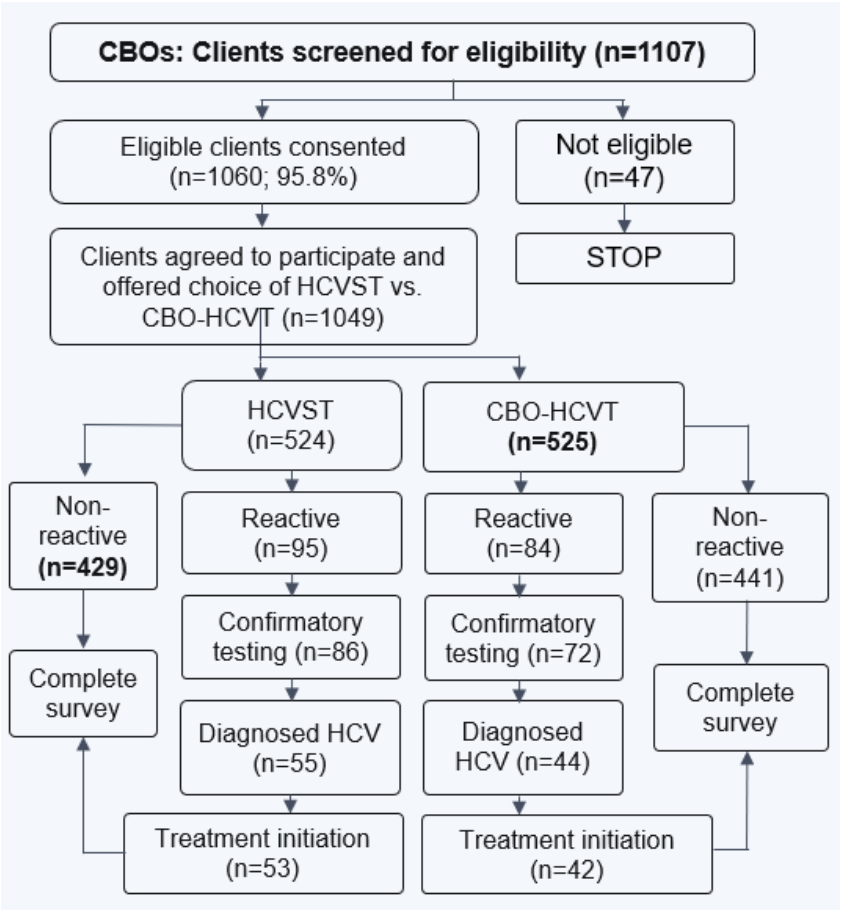 CBOs: Clients screened for eligibility (n=1107)
Eligible clients consented
(n=1060; 95.8%)
Not eligible
(n=47)
STOP
Clients agreed to participate and
offered choice of HCVST vs.
CBO-HCVT (n=1049)
HCVST
(n=524)
CBO-HCVT
(n=525)
Non-
reactive
(n=429)
Reactive
(n=95)
Reactive
(n=84)
Non-
reactive
(n=441)
Confirmatory
testing (n=86)
Confirmatory
testing (n=72)
Complete
survey
Complete
survey
Diagnosed HCV
(n=55)
Diagnosed
HCV (n=44)
Treatment initiation
(n=53)
Treatment initiation
(n=42)